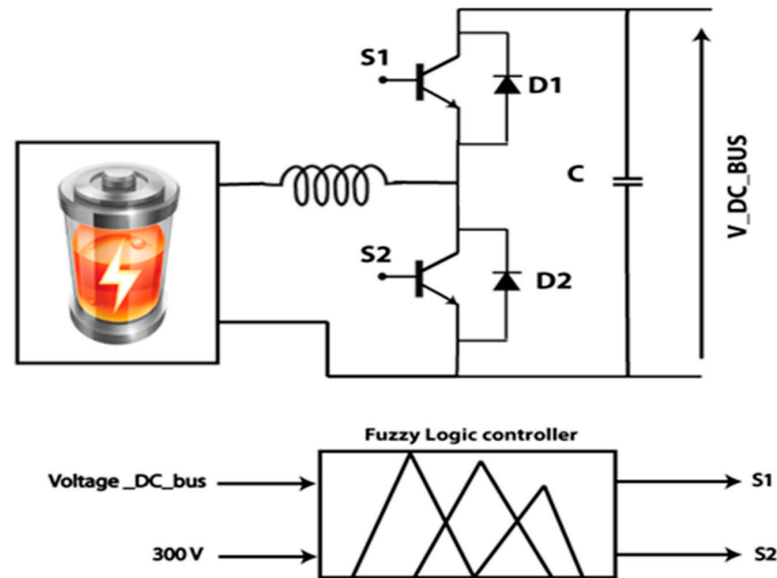 S1
D1
C
V_DC_BUS
S2
D2
Fuzzy Logic controller
Voltage _DC_bus
S1
300 V
S2